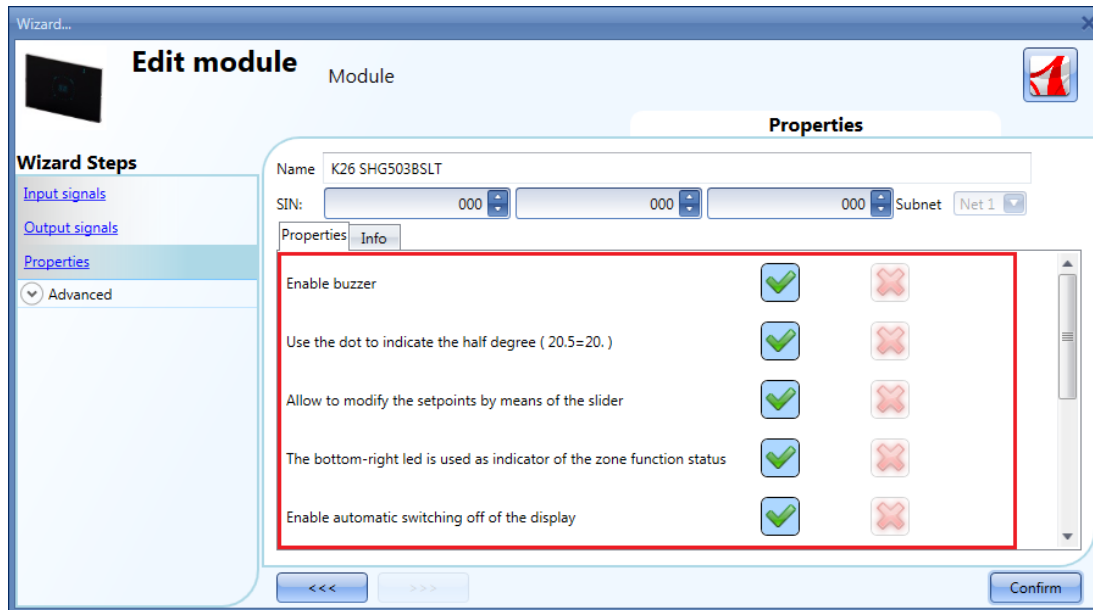 Wizard...
Edit module
Module
Properties
Wizard Steps
Input signals
Output signals
Properties
Advanced
Name K26 SHG503BSLT
SIN: 000 000 000 Subnet Net 1
Properties Info
Enable buzzer
Use the dot to indicate the half degree ( 20.5=20. )
Allow to modify the setpoints by means of the slider
The bottom-right led is used as indicator of the zone function status
Enable automatic switching off of the display
<<< >>> Confirm